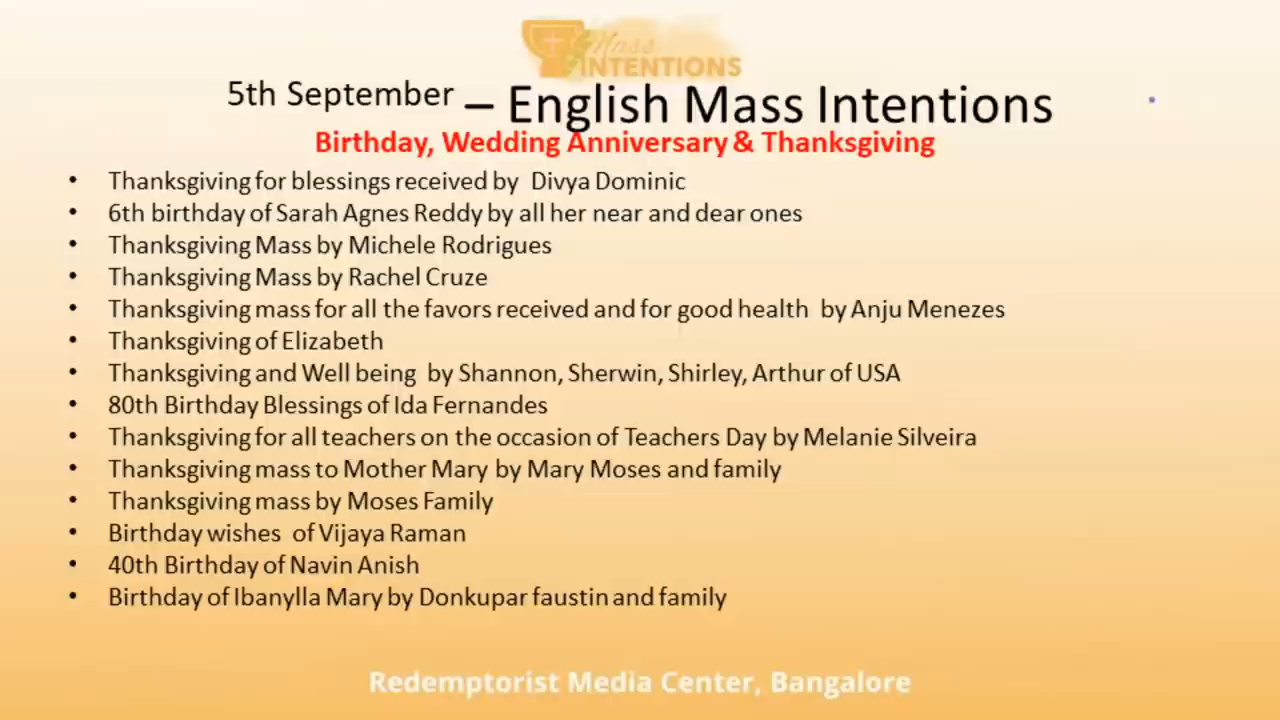 Mass
INTENTIONS
5th September – English Mass Intentions
Birthday, Wedding Anniversary & Thanksgiving
• Thanksgiving for blessings received by Divya Dominic
• 6th birthday of Sarah Agnes Reddy by all her near and dear ones
• Thanksgiving Mass by Michele Rodrigues
• Thanksgiving Mass by Rachel Cruze
• Thanksgiving mass for all the favors received and for good health by Anju Menezes
• Thanksgiving of Elizabeth
• Thanksgiving and Well being by Shannon, Sherwin, Shirley, Arthur of USA
• 80th Birthday Blessings of Ida Fernandes
• Thanksgiving for all teachers on the occasion of Teachers Day by Melanie Silveira
• Thanksgiving mass to Mother Mary by Mary Moses and family
• Thanksgiving mass by Moses Family
• Birthday wishes of Vijaya Raman
• 40th Birthday of Navin Anish
• Birthday of Ibanylla Mary by Donkupar faustin and family
Redemptorist Media Center, Bangalore